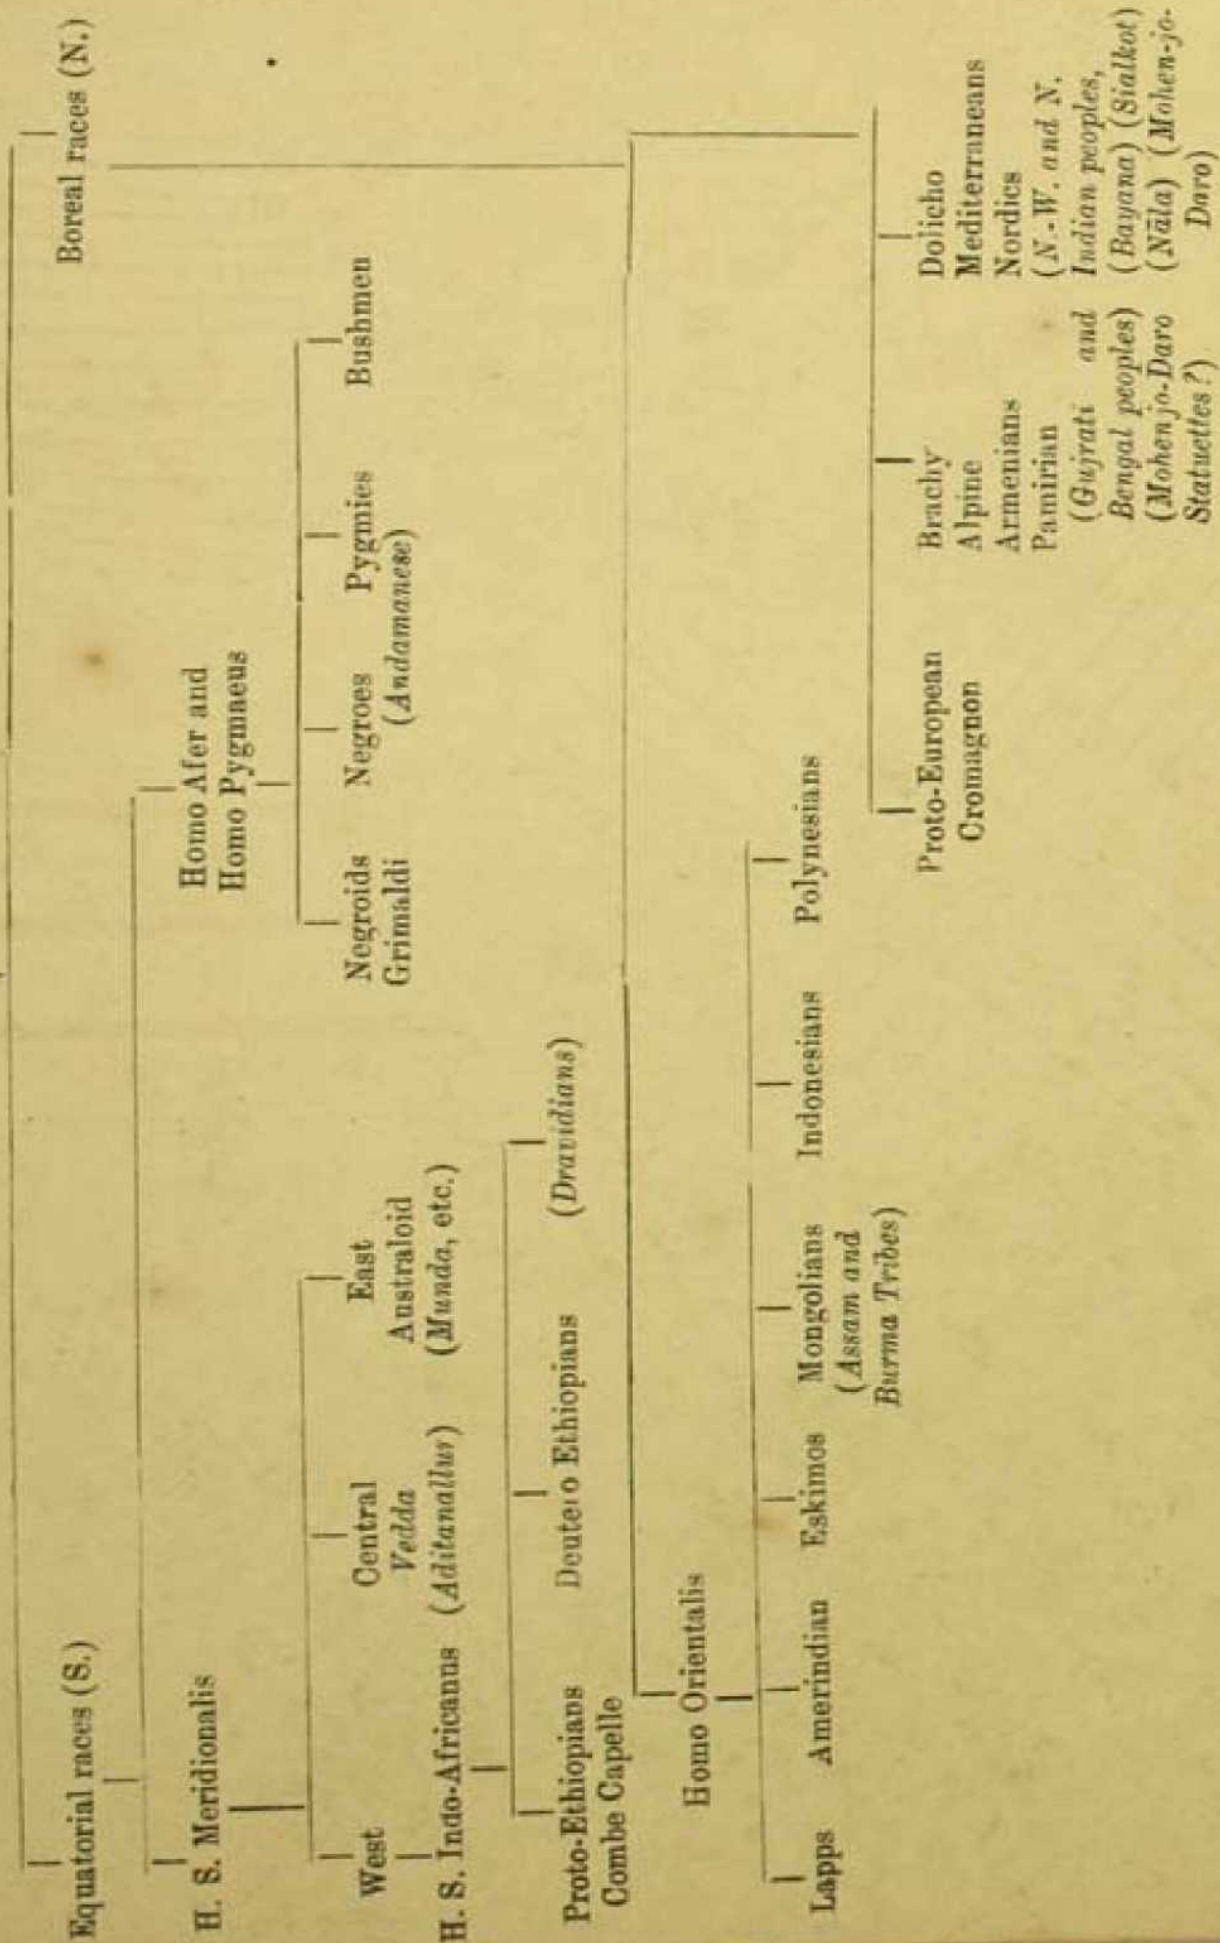 Equatorial races (S.)
Boreal races (N.)
H. S. Meridionalis
Homo Afer and
Homo Pygmaeus
West
Central
Vedda
(Aditanallur)
East
Australoid
(Munda, etc.)
Negroids
Grimaldi
Negroes
Pygmies
(Andamanese)
Bushmen
H. S. Indo-Africanus
Proto-Ethiopians
Combe Capelle
Deutero Ethiopians
(Dravidians)
Homo Orientalis
Lapps
Amerindian
Eskimos
Mongolians
(Assam and
Burma Tribes)
Indonesians
Polynesians
Proto-European
Cromagnon
Brachy
Alpine
Armenians
Pamirian
(Gujrati and
Bengal peoples)
(Mohenjo-Daro
Statuettes?)
Dolicho
Mediterraneans
Nordics
(N.-W. and N.
Indian peoples,
(Bayana) (Sialkot)
(Nāla) (Mohen-jo-
Daro)